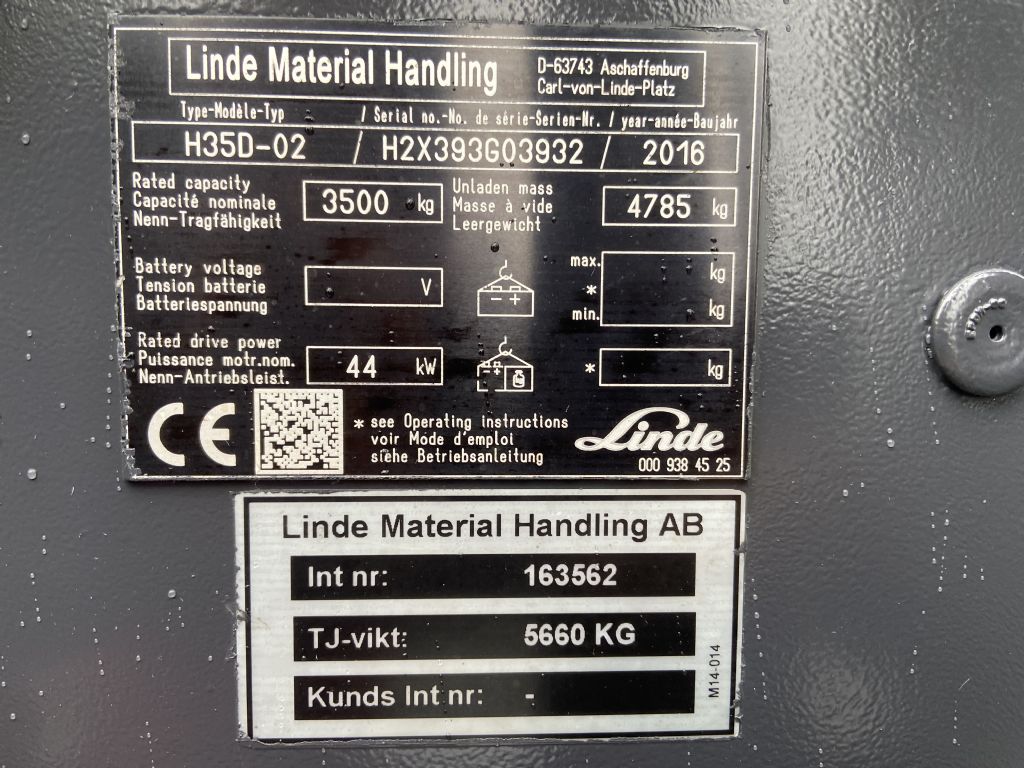 Linde Material Handling
D-63743 Aschaffenburg
Carl-von-Linde-Platz
Type-Modèle-Typ / Serial no.-No. de série-Serien-Nr. / year-année-Baujahr
H35D-02 / H2X393G03932 / 2016
Rated capacity
Capacité nominale
Nenn-Tragfähigkeit
3500 kg
Unladen mass
Masse à vide
Leergewicht
4785 kg
Battery voltage
Tension batterie
Batteriespannung
V
- +
max. kg
*
min. kg
Rated drive power
Puissance motr.nom.
Nenn-Antriebsleist.
44 kW
* kg
CE
* see Operating instructions
voir Mode d'emploi
siehe Betriebsanleitung
Linde
000 938 45 25
Linde Material Handling AB
Int nr: 163562
TJ-vikt: 5660 KG
Kunds Int nr: -
M14-014